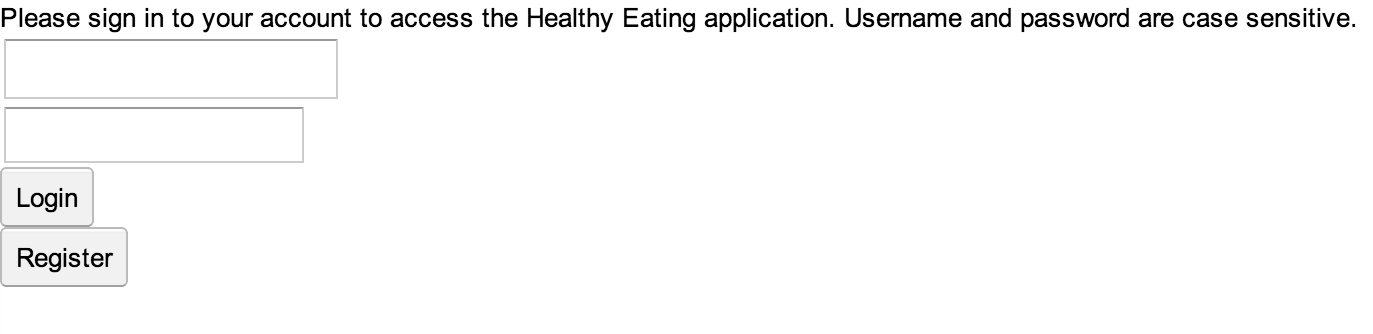 Please sign in to your account to access the Healthy Eating application. Username and password are case sensitive.
Login
Register